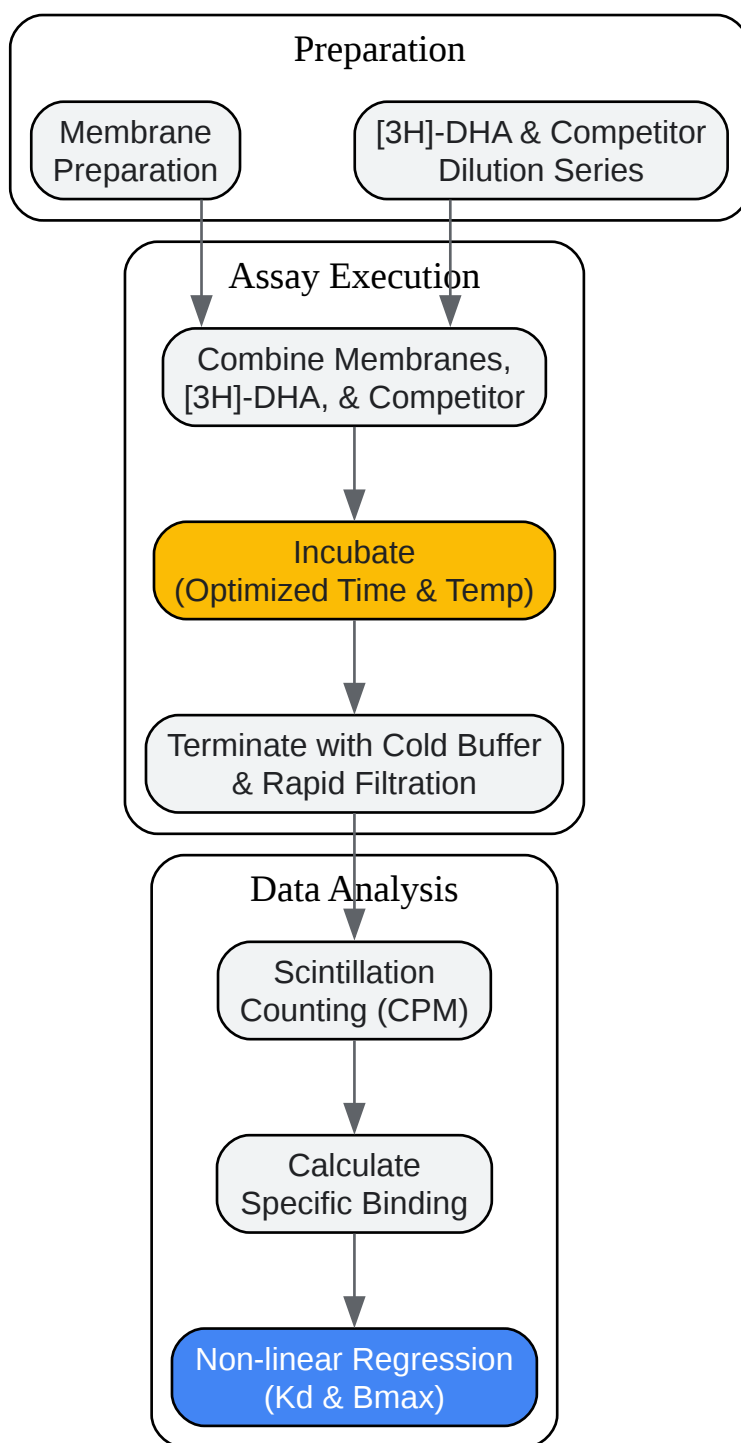 Preparation
Membrane
Preparation
[3H]-DHA & Competitor
Dilution Series
Assay Execution
Combine Membranes,
[3H]-DHA, & Competitor
Incubate
(Optimized Time & Temp)
Terminate with Cold Buffer
& Rapid Filtration
Data Analysis
Scintillation
Counting (CPM)
Calculate
Specific Binding
Non-linear Regression
(Kd & Bmax)